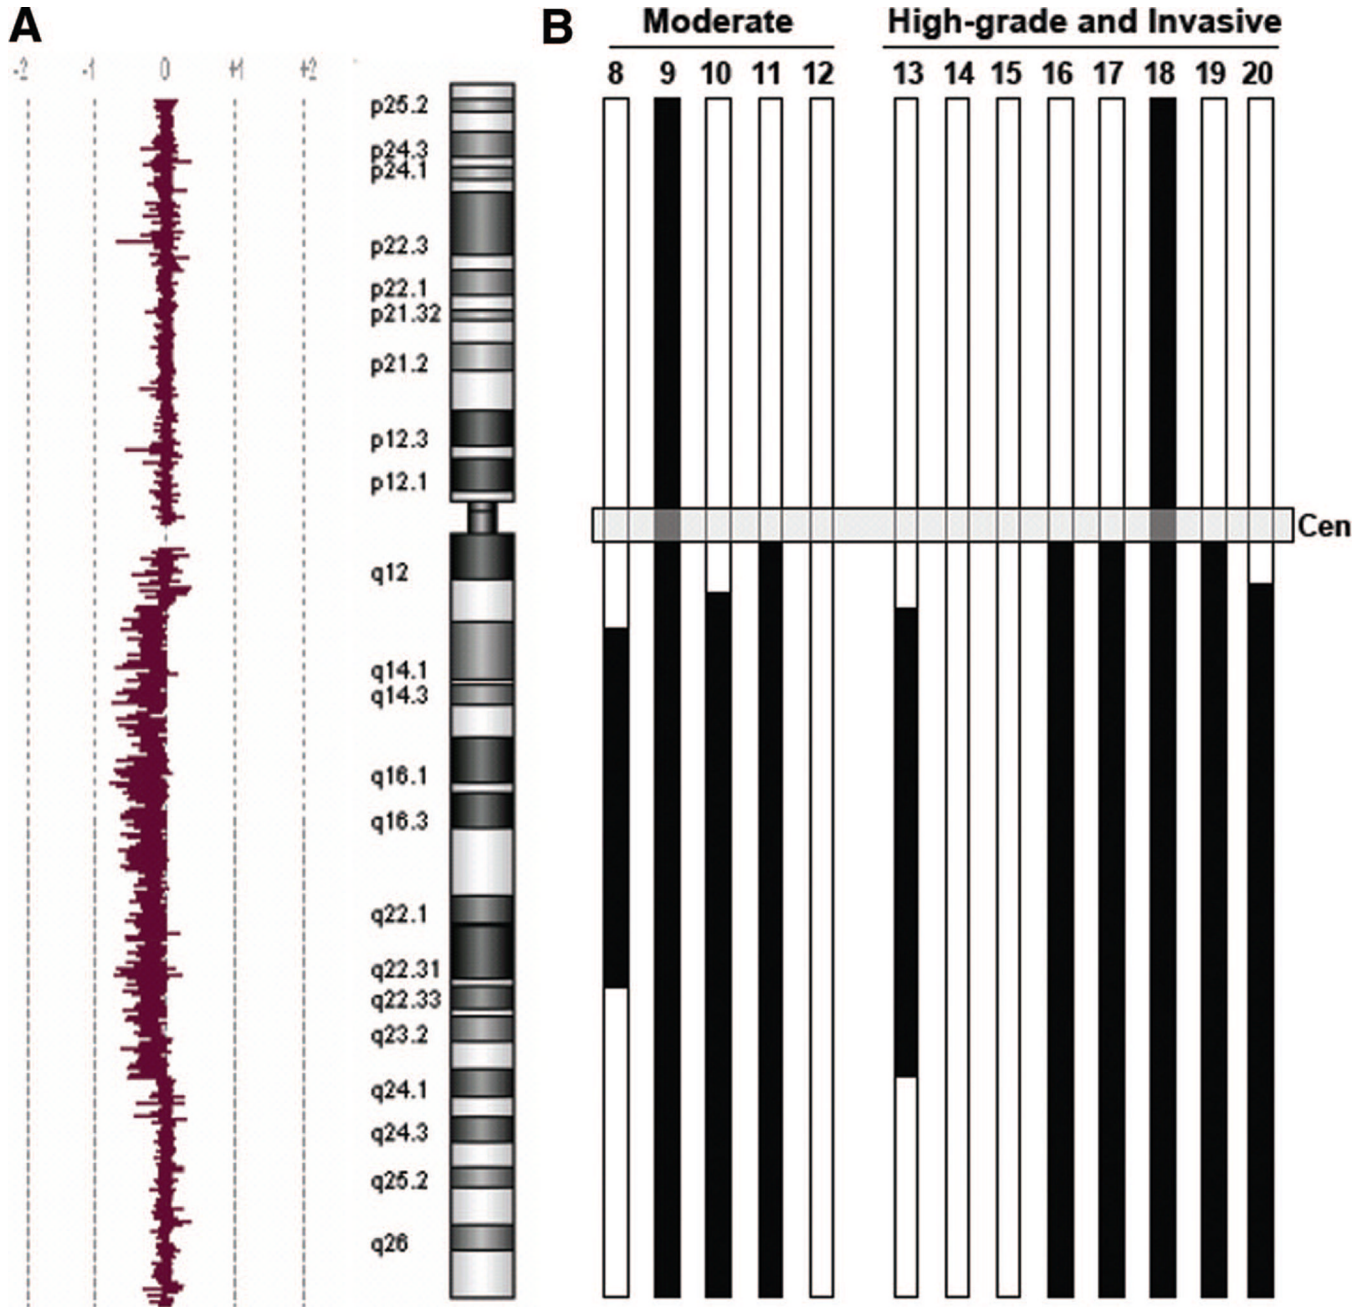 A
B
Moderate
High-grade and Invasive
8 9 10 11 12 13 14 15 16 17 18 19 20
-2 -1 0 +1 +2
p25.2
p24.3
p24.1
p22.3
p22.1
p21.32
p21.2
p12.3
p12.1
Cen
q12
q14.1
q14.3
q16.1
q16.3
q22.1
q22.31
q22.33
q23.2
q24.1
q24.3
q25.2
q26